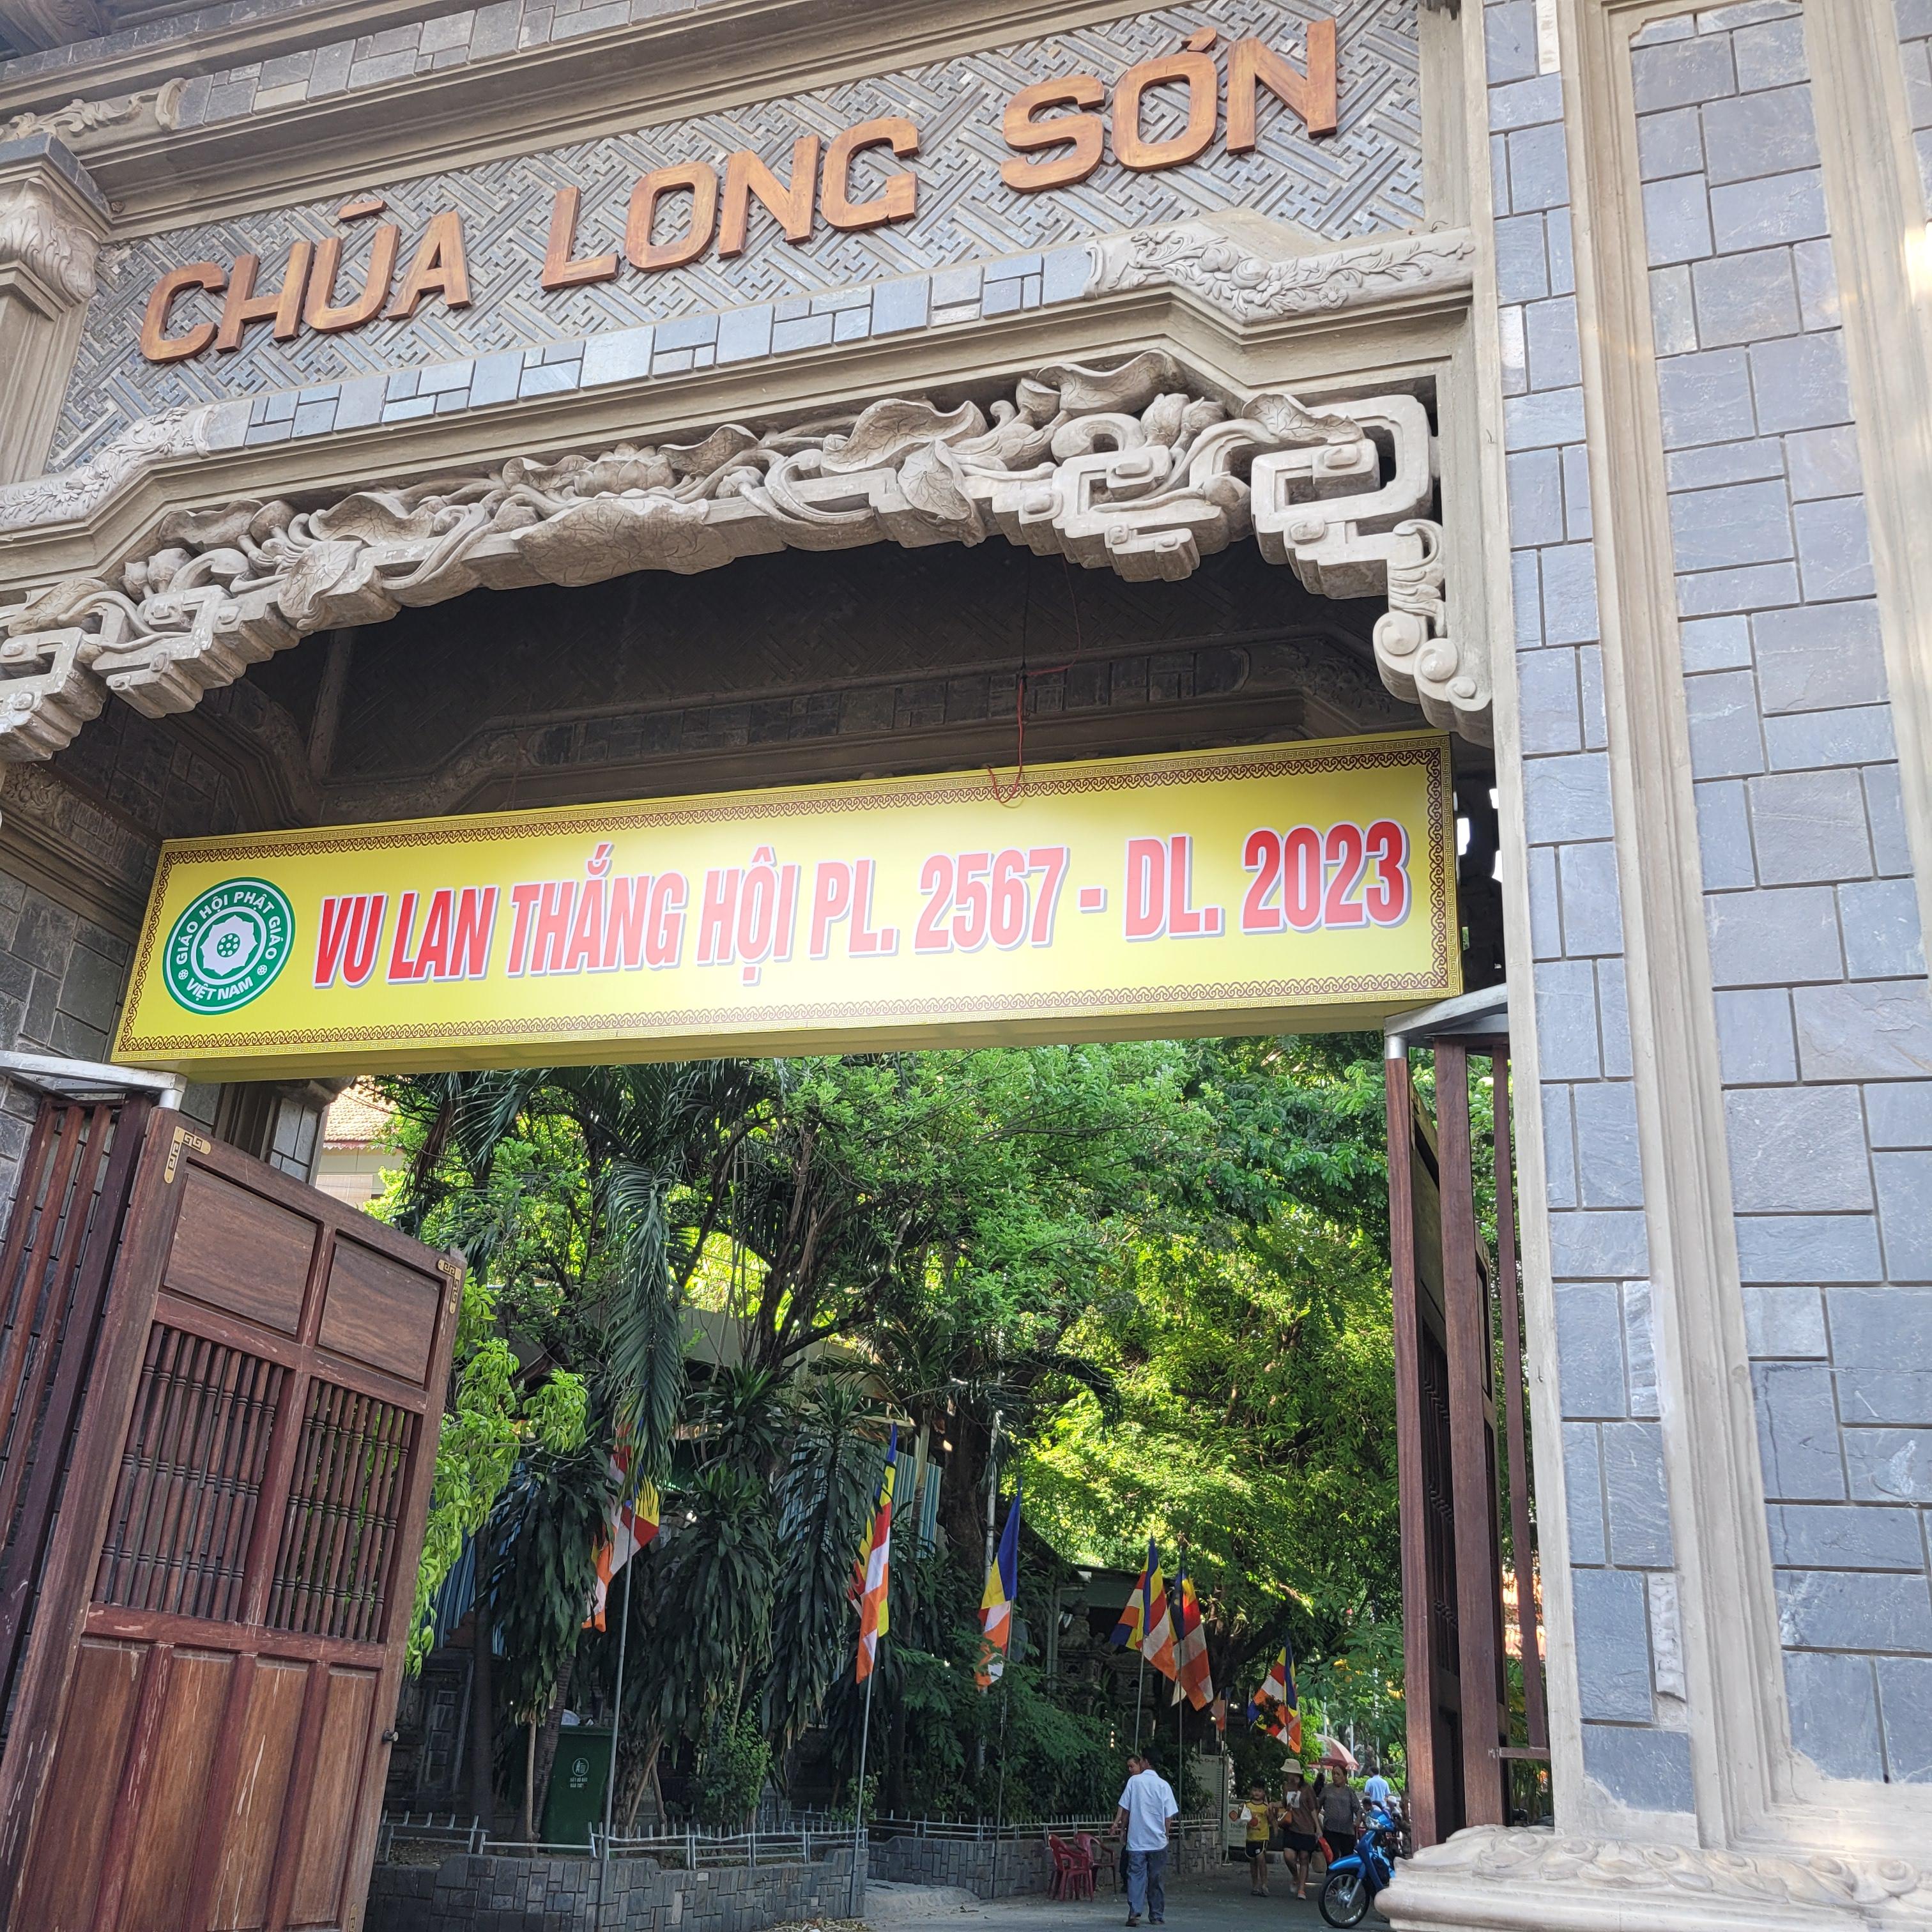 CHÙA LONG SƠN
GIÁO HỘI PHẬT GIÁO
VIỆT NAM
VU LAN THẮNG HỘI PL. 2567 - DL. 2023